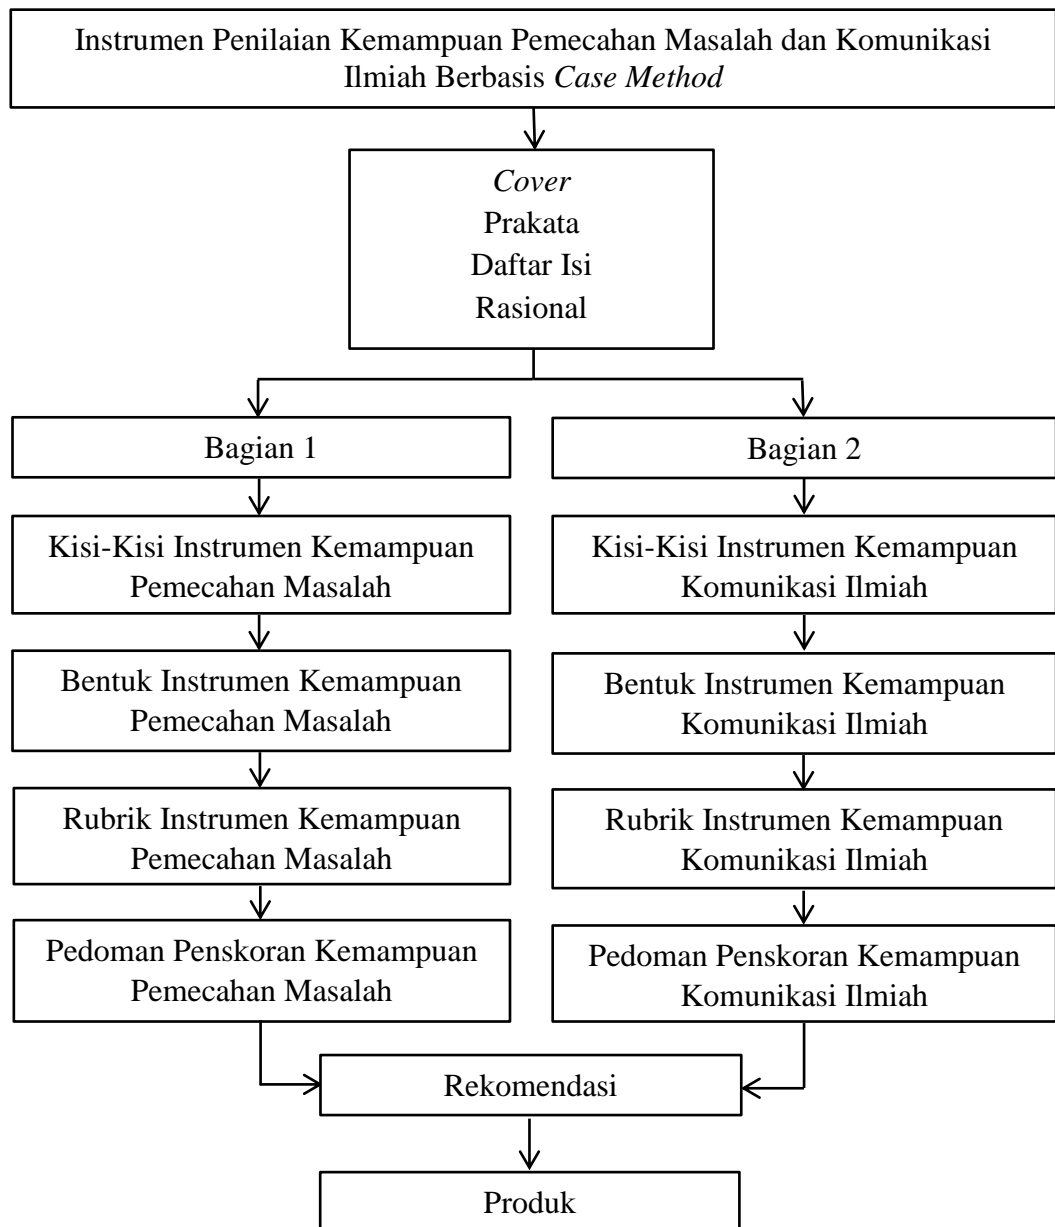 Instrumen Penilaian Kemampuan Pemecahan Masalah dan Komunikasi
Ilmiah Berbasis Case Method
Cover
Prakata
Daftar Isi
Rasional
Bagian 1
Kisi-Kisi Instrumen Kemampuan
Pemecahan Masalah
Bentuk Instrumen Kemampuan
Pemecahan Masalah
Rubrik Instrumen Kemampuan
Pemecahan Masalah
Pedoman Penskoran Kemampuan
Pemecahan Masalah
Bagian 2
Kisi-Kisi Instrumen Kemampuan
Komunikasi Ilmiah
Bentuk Instrumen Kemampuan
Komunikasi Ilmiah
Rubrik Instrumen Kemampuan
Komunikasi Ilmiah
Pedoman Penskoran Kemampuan
Komunikasi Ilmiah
Rekomendasi
Produk